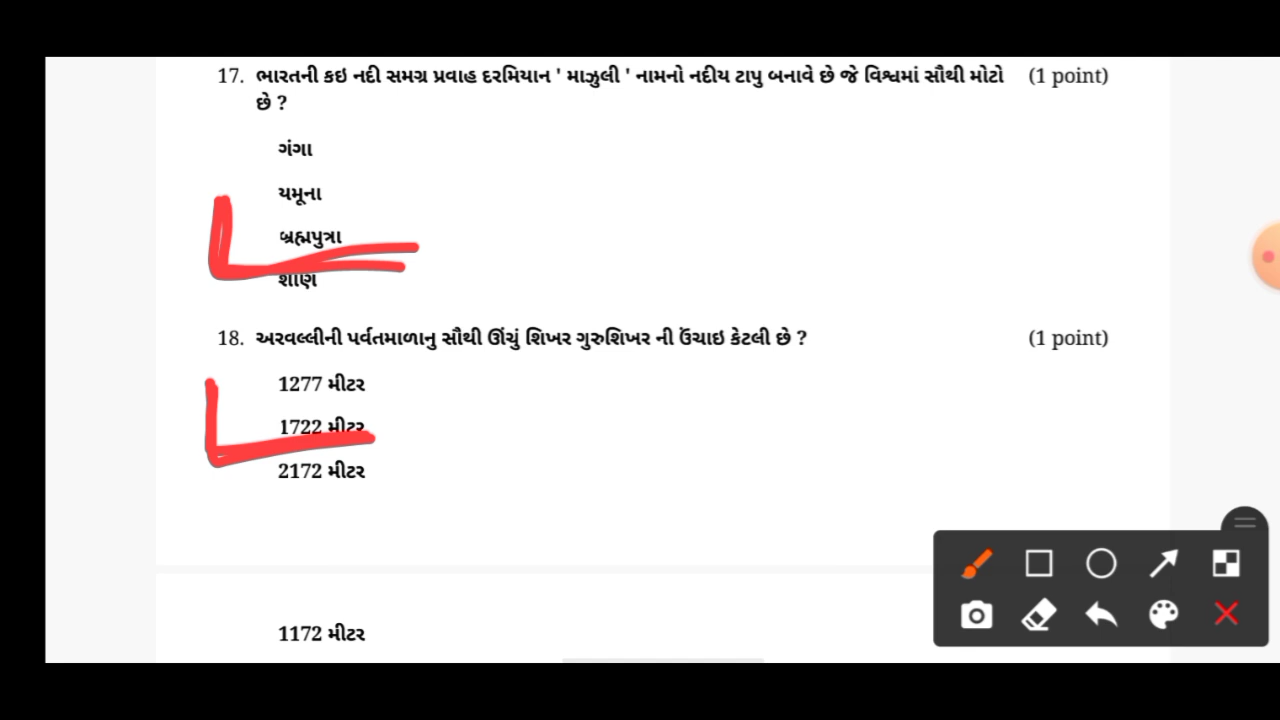 17. ભારતની કઇ નદી સમગ્ર પ્રવાહ દરમિયાન ' માઝુલી ' નામનો નદીય ટાપુ બનાવે છે જે વિશ્વમાં સૌથી મોટો (1 point)
છે ?
ગંગા
યમૂના
બ્રહ્મપુત્રા
શોણ
18. અરવલ્લીની પર્વતમાળાનુ સૌથી ઊંચું શિખર ગુરુશિખર ની ઉંચાઇ કેટલી છે ? (1 point)
1277 મીટર
1722 મીટર
2172 મીટર
1172 મીટર